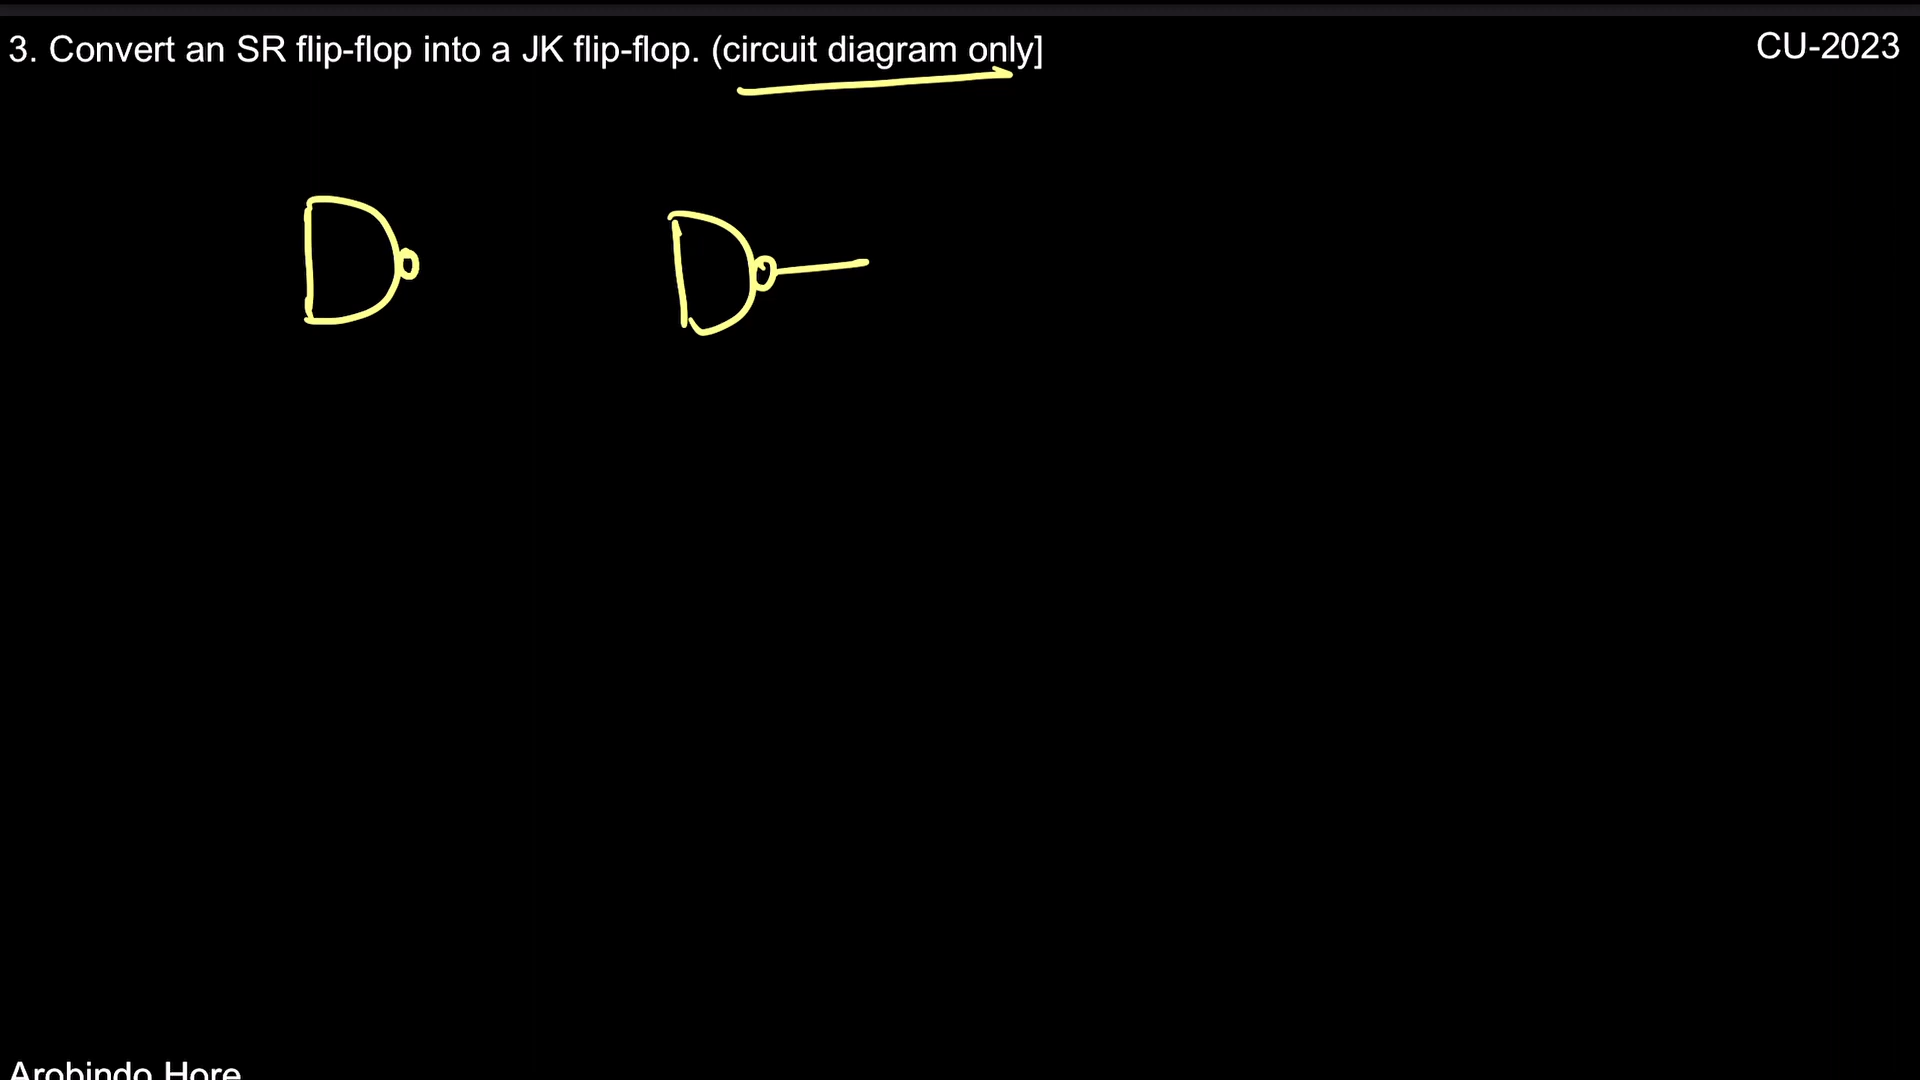 3. Convert an SR flip-flop into a JK flip-flop. (circuit diagram only]
CU-2023
Arobindo Hore